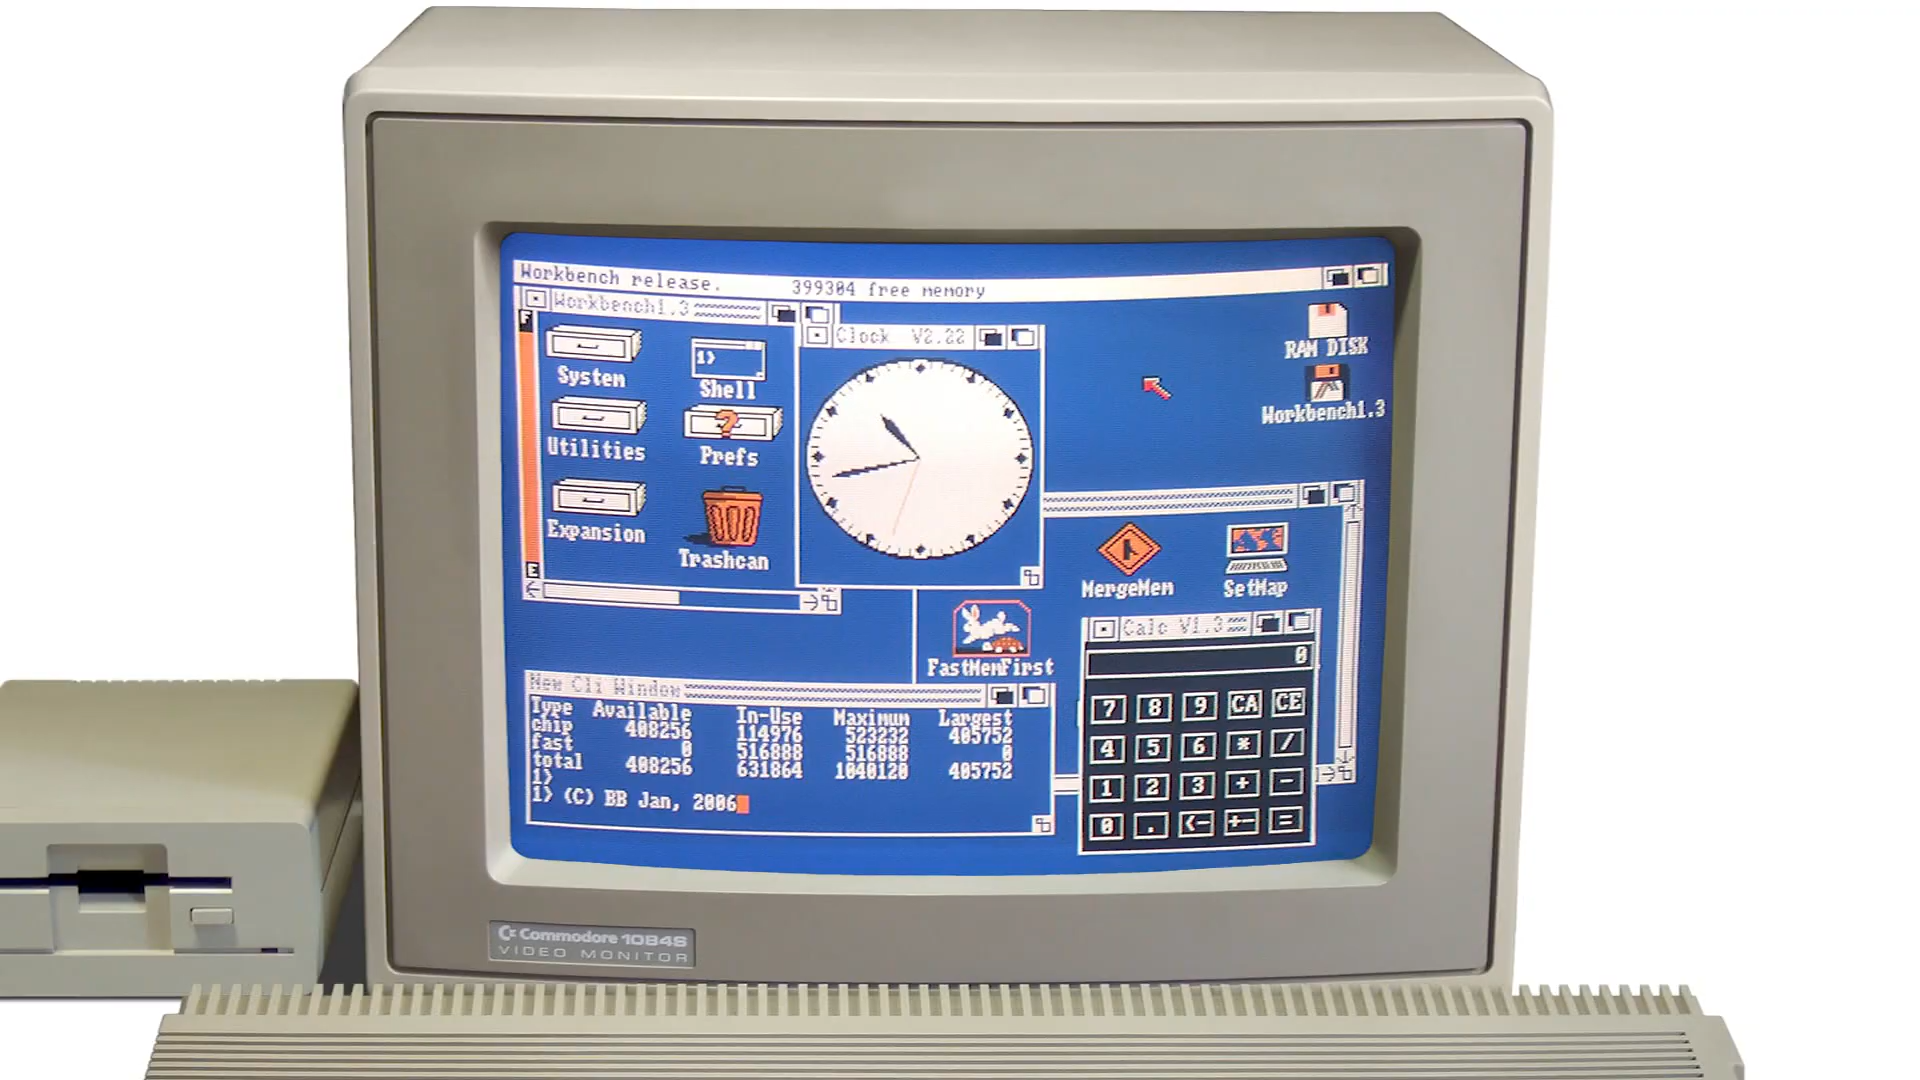 Workbench release. 399304 free memory
Workbench1.3
Clock V2.22
RAM DISK
Workbench1.3
System
Shell
Utilities
Prefs
Expansion
Trashcan
F
E
MergeMem
SetMap
FastMemFirst
Calc V1.3
0
7 8 9 CA CE
4 5 6 * /
1 2 3 + -
0 . <- +- =
New Cli Window
Type Available In-Use Maximum Largest
chip 408256 114976 523232 405752
fast 0 516888 516888 0
total 408256 631864 1040120 405752
1>
1> (C) BB Jan, 2006
1>
Commodore 1084S
VIDEO MONITOR